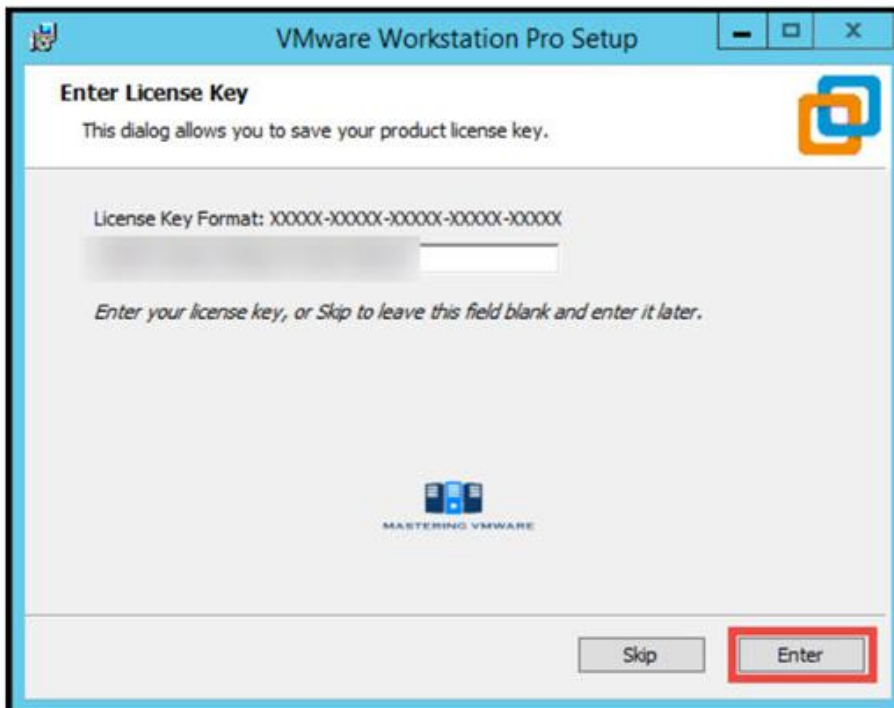 VMware Workstation Pro Setup
Enter License Key
This dialog allows you to save your product license key.
License Key Format: XXXXX-XXXXX-XXXXX-XXXXX-XXXXX
Enter your license key, or Skip to leave this field blank and enter it later.
MASTERING VMWARE
Skip
Enter